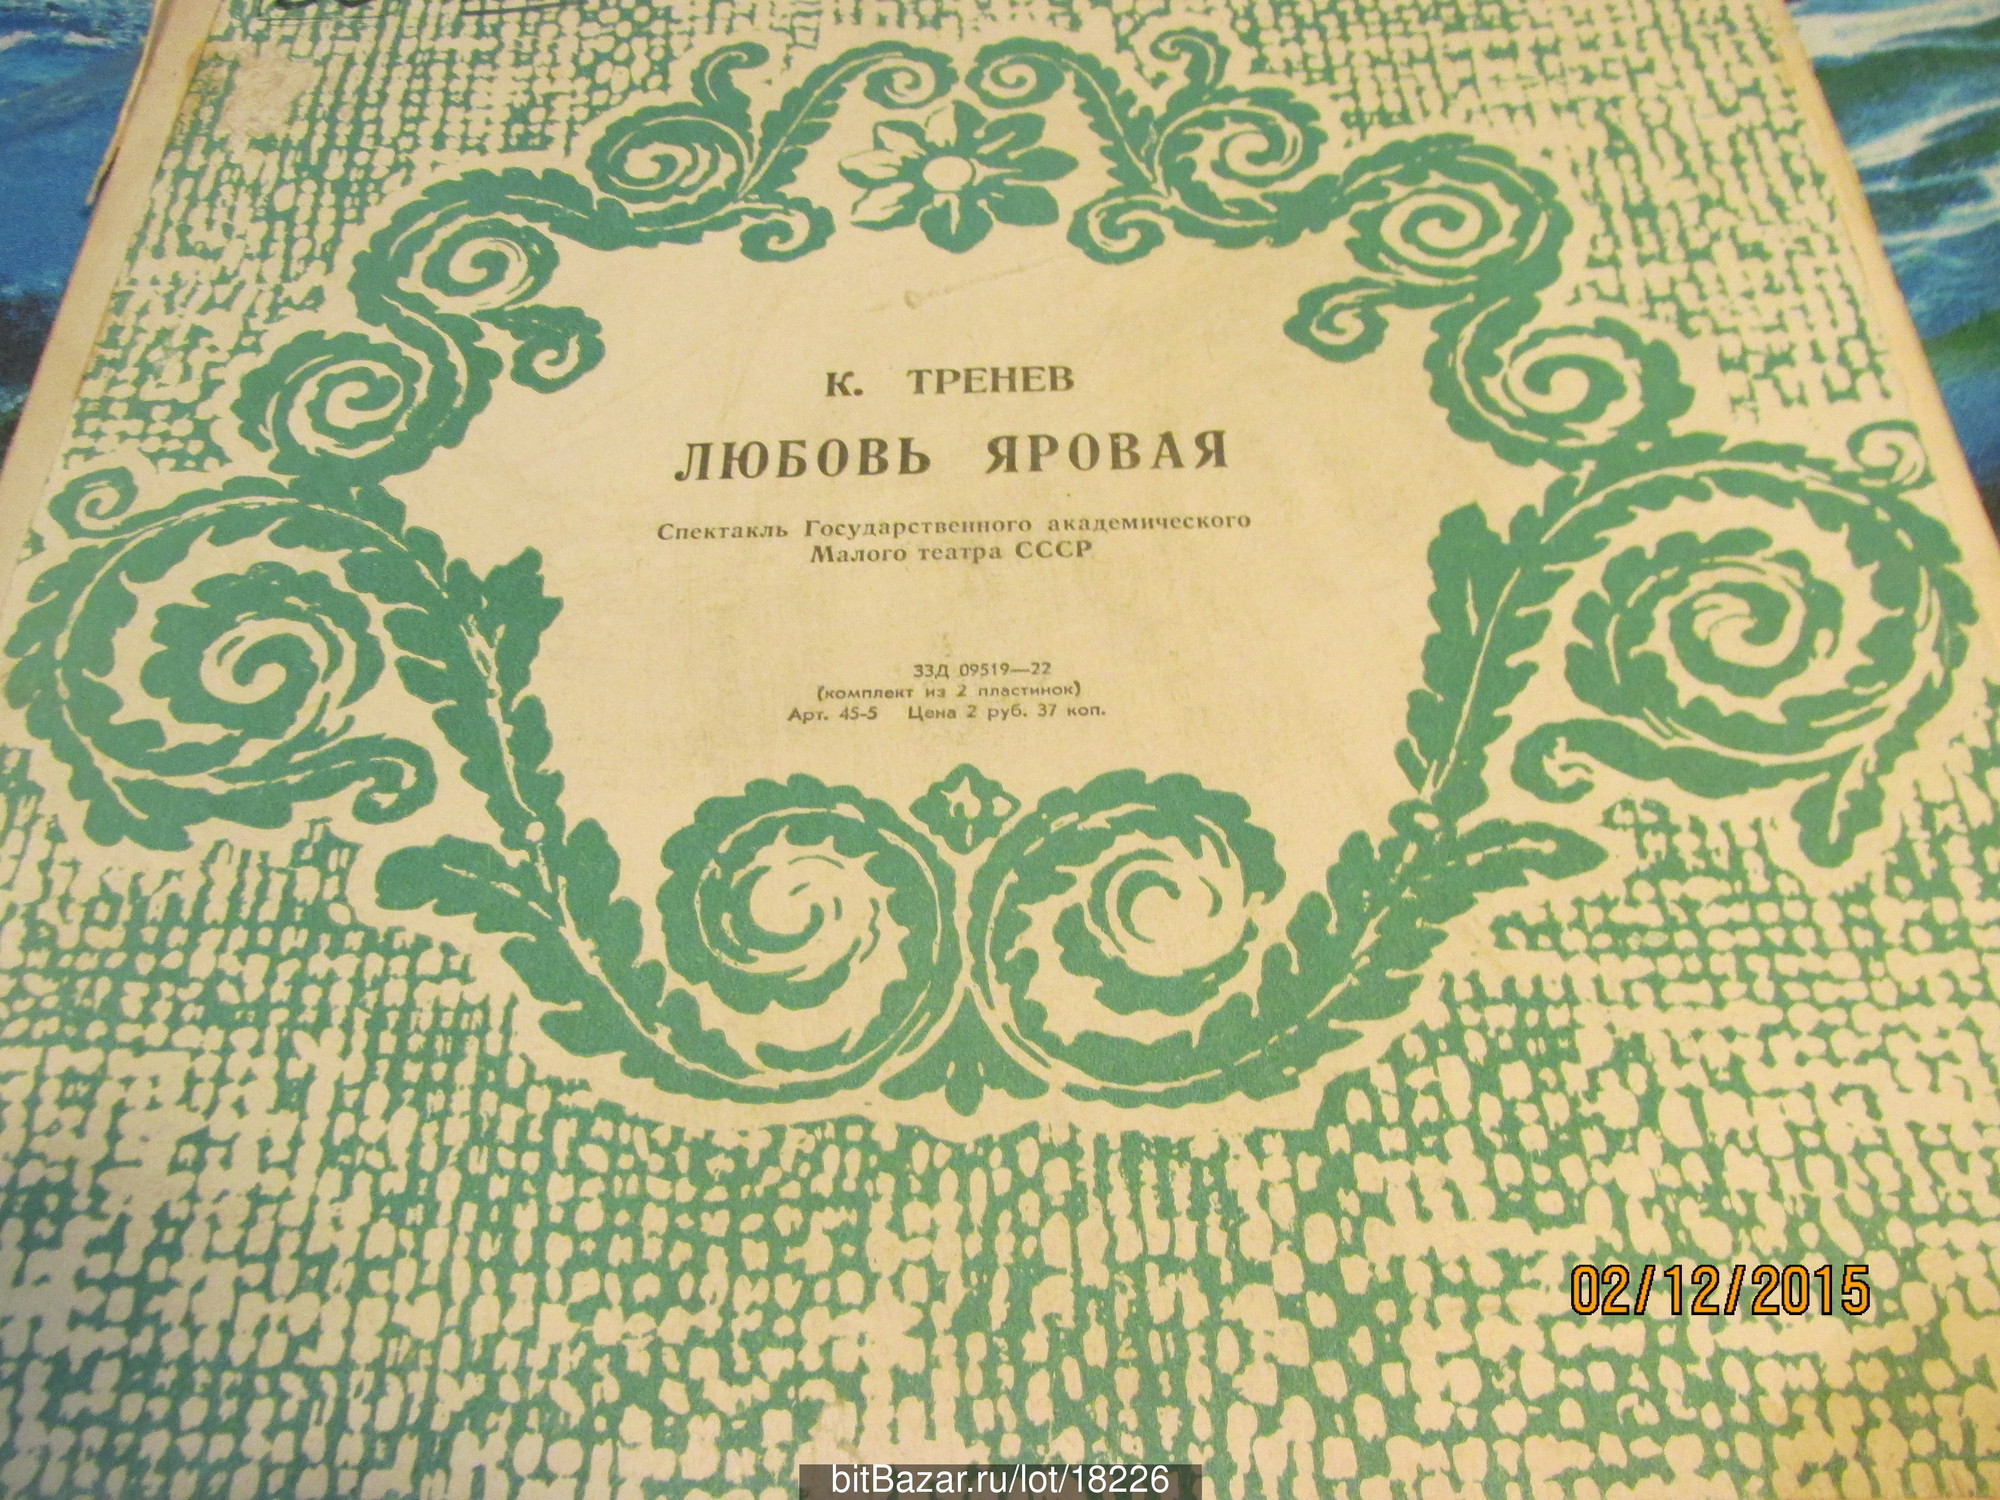 К. ТРЕНЕВ
ЛЮБОВЬ ЯРОВАЯ
Спектакль Государственного академического
Малого театра СССР
33Д 09519—22
(комплект из 2 пластинок)
Арт. 45-5 Цена 2 руб. 37 коп.
02/12/2015
bitBazar.ru/lot/18226